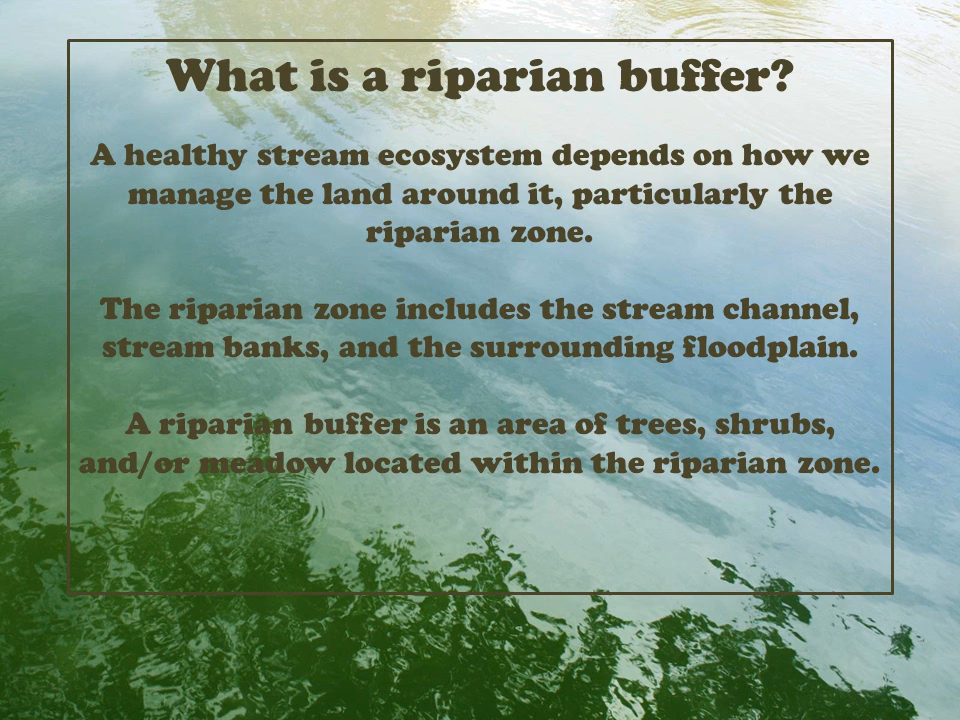 What is a riparian buffer?
A healthy stream ecosystem depends on how we
manage the land around it, particularly the
riparian zone.
The riparian zone includes the stream channel,
stream banks, and the surrounding floodplain.
A riparian buffer is an area of trees, shrubs,
and/or meadow located within the riparian zone.